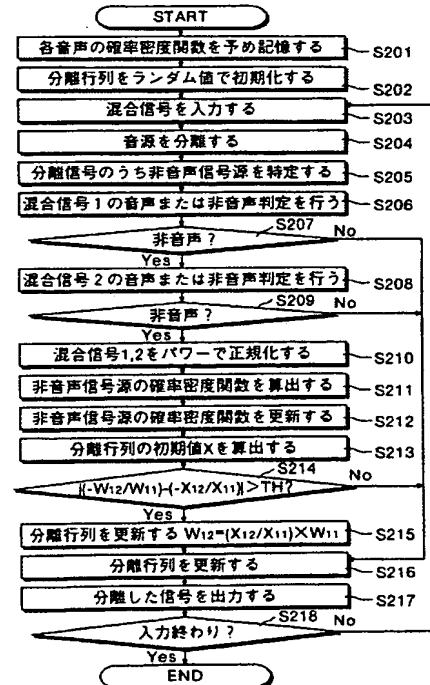 START
各音声の確率密度関数を予め記憶する S201
分離行列をランダム値で初期化する S202
混合信号を入力する S203
音源を分離する S204
分離信号のうち非音声信号源を特定する S205
混合信号1の音声または非音声判定を行う S206
S207
非音声? No
Yes
混合信号2の音声または非音声判定を行う S208
S209
非音声? No
Yes
混合信号1,2をパワーで正規化する S210
非音声信号源の確率密度関数を算出する S211
非音声信号源の確率密度関数を更新する S212
分離行列の初期値Xを算出する S213
S214
|(-W12/W11)-(-X12/X11)|>TH? No
Yes
分離行列を更新する W12=(X12/X11)×W11 S215
分離行列を更新する S216
分離した信号を出力する S217
S218
入力終わり? No
Yes
END